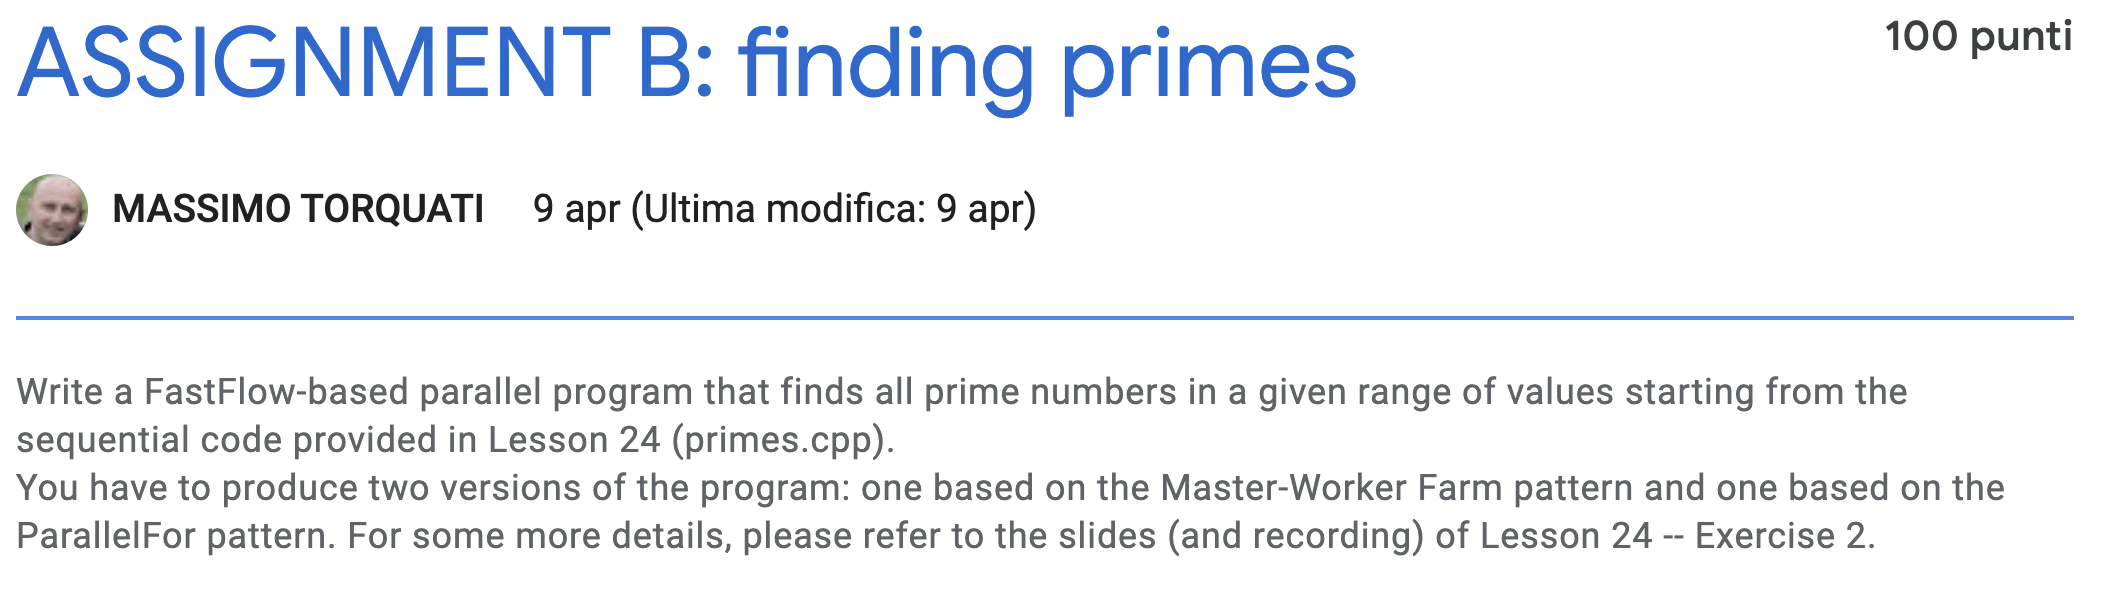 ASSIGNMENT B: finding primes
100 punti
MASSIMO TORQUATI 9 apr (Ultima modifica: 9 apr)
Write a FastFlow-based parallel program that finds all prime numbers in a given range of values starting from the
sequential code provided in Lesson 24 (primes.cpp).
You have to produce two versions of the program: one based on the Master-Worker Farm pattern and one based on the
ParallelFor pattern. For some more details, please refer to the slides (and recording) of Lesson 24 -- Exercise 2.